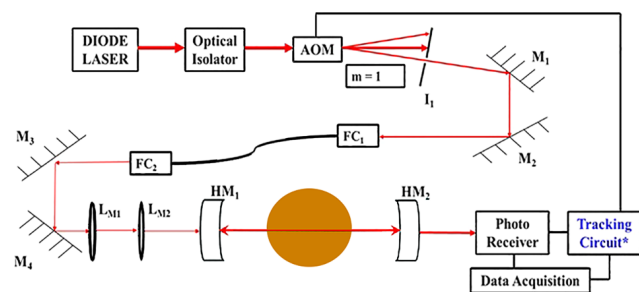 DIODE
LASER
Optical
Isolator
AOM
m = 1
I1
M1
M2
M3
FC1
FC2
M4
LM1
LM2
HM1
HM2
Photo
Receiver
Tracking
Circuit*
Data Acquisition